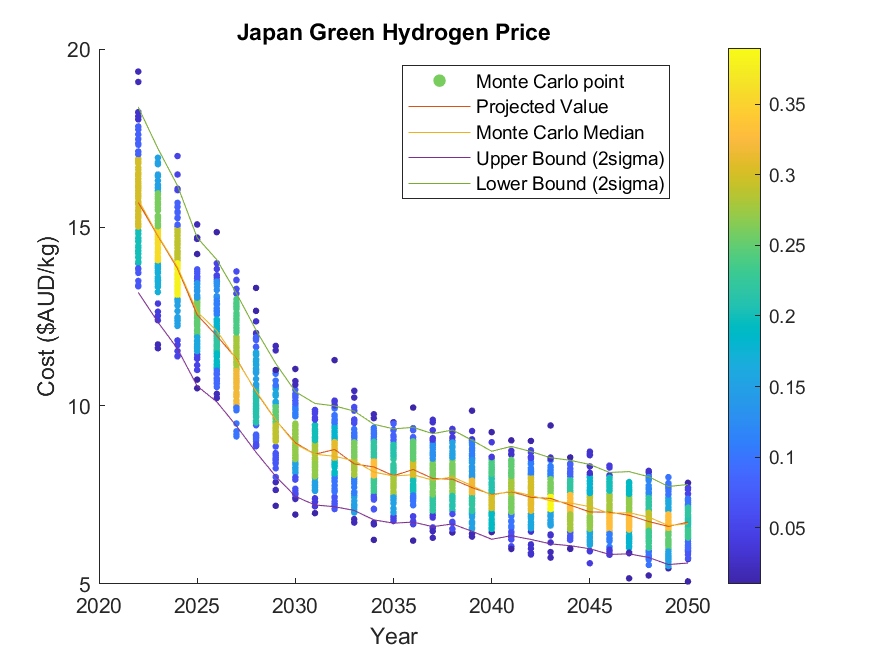 Japan Green Hydrogen Price
Monte Carlo point
Projected Value
Monte Carlo Median
Upper Bound (2sigma)
Lower Bound (2sigma)
Cost ($AUD/kg)
20
15
10
5
2020
2025
2030
2035
2040
2045
2050
Year
0.35
0.3
0.25
0.2
0.15
0.1
0.05